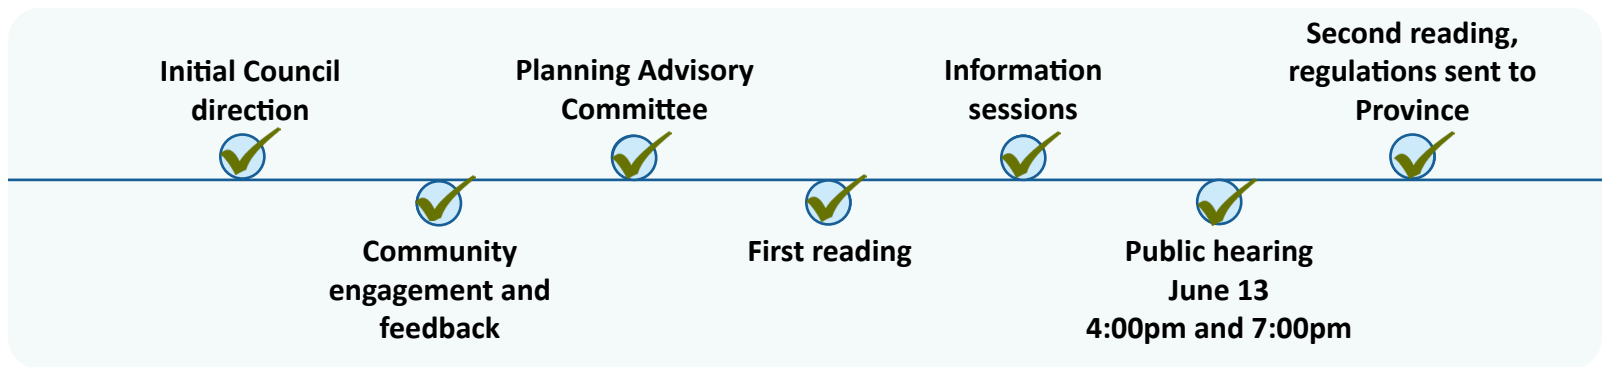 Initial Council
direction
Community
engagement and
feedback
Planning Advisory
Committee
First reading
Information
sessions
Public hearing
June 13
4:00pm and 7:00pm
Second reading,
regulations sent to
Province